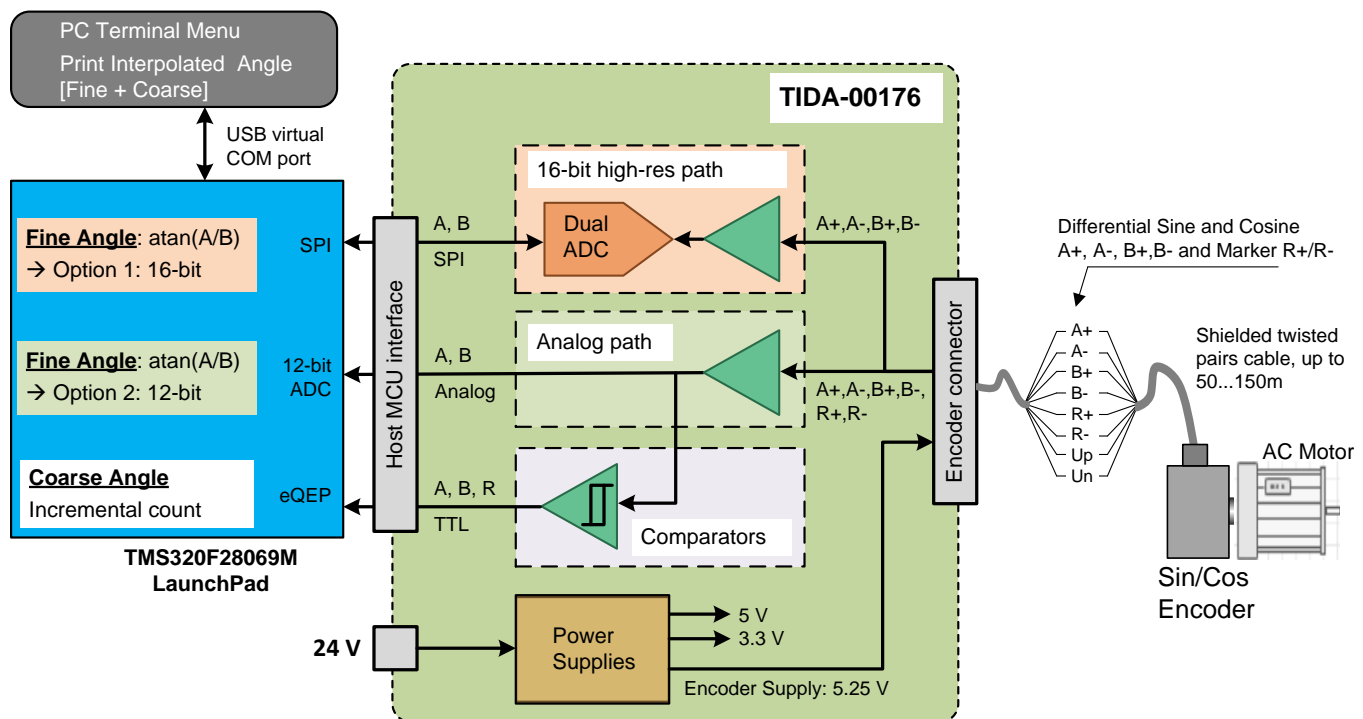 PC Terminal Menu
Print Interpolated Angle
[Fine + Coarse]
USB virtual
COM port
Fine Angle: atan(A/B)
→ Option 1: 16-bit
SPI
Fine Angle: atan(A/B)
→ Option 2: 12-bit
12-bit
ADC
Coarse Angle
Incremental count
eQEP
TMS320F28069M
LaunchPad
Host MCU interface
TIDA-00176
16-bit high-res path
A, B
SPI
Dual
ADC
A+,A-,B+,B-
Analog path
A, B
Analog
A+,A-,B+,B-,
R+,R-
A, B, R
TTL
Comparators
24 V
Power
Supplies
5 V
3.3 V
Encoder Supply: 5.25 V
Encoder connector
Differential Sine and Cosine
A+, A-, B+,B- and Marker R+/R-
A+
A-
B+
B-
R+
R-
Up
Un
Shielded twisted
pairs cable, up to
50...150m
AC Motor
Sin/Cos
Encoder